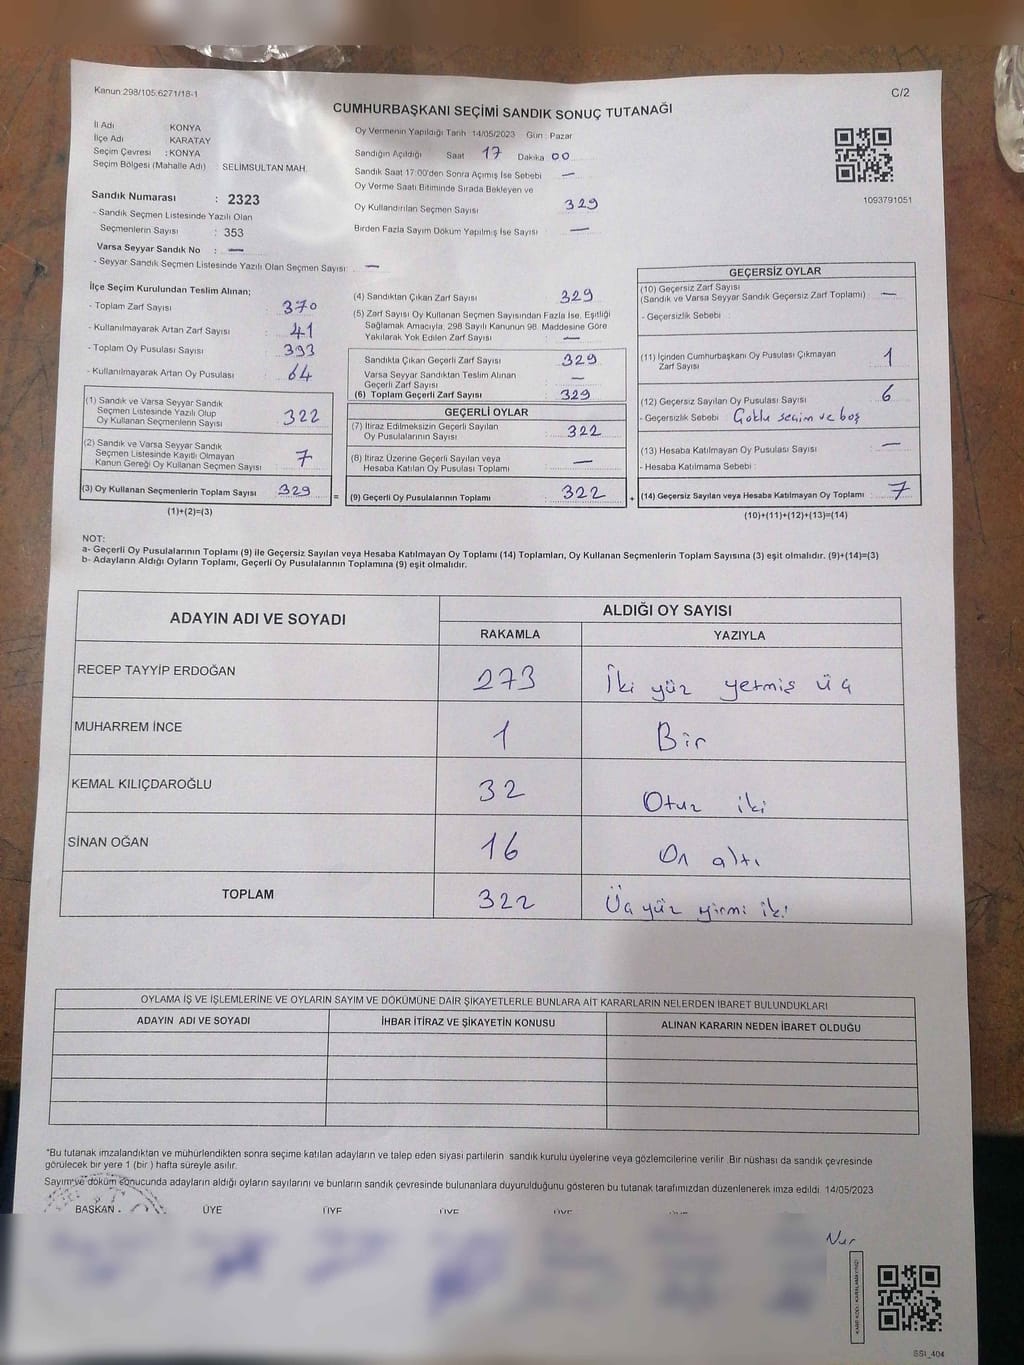 Kanun 298/105:6271/18-1
C/2
CUMHURBAŞKANI SEÇİMİ SANDIK SONUÇ TUTANAĞI
İl Adı KONYA
İlçe Adı KARATAY
Seçim Çevresi : KONYA
Seçim Bölgesi (Mahalle Adı) : SELİMSULTAN MAH.
Sandık Numarası : 2323
- Sandık Seçmen Listesinde Yazılı Olan
Seçmenlerin Sayısı : 353
Varsa Seyyar Sandık No : —
- Seyyar Sandık Seçmen Listesinde Yazılı Olan Seçmen Sayısı: —
Oy Vermenin Yapıldığı Tarih 14/05/2023 Gün : Pazar
Sandığın Açıldığı Saat 17 Dakika 00
Sandık Saat 17:00'den Sonra Açımış İse Sebebi —
Oy Verme Saati Bitiminde Sırada Bekleyen ve
Oy Kullandırılan Seçmen Sayısı 329
Birden Fazla Sayım Döküm Yapılmış İse Sayısı —
1093791051
İlçe Seçim Kurulundan Teslim Alınan;
- Toplam Zarf Sayısı : 370
- Kullanılmayarak Artan Zarf Sayısı : 41
- Toplam Oy Pusulası Sayısı : 393
- Kullanılmayarak Artan Oy Pusulası : 64
(1) Sandık ve Varsa Seyyar Sandık
Seçmen Listesinde Yazılı Olup
Oy Kullanan Seçmenlerin Sayısı : 322
(2) Sandık ve Varsa Seyyar Sandık
Seçmen Listesinde Kayıtlı Olmayan
Kanun Gereği Oy Kullanan Seçmen Sayısı : 7
(3) Oy Kullanan Seçmenlerin Toplam Sayısı : 329
(1)+(2)=(3)
(4) Sandıktan Çıkan Zarf Sayısı : 329
(5) Zarf Sayısı Oy Kullanan Seçmen Sayısından Fazla İse, Eşitliği
Sağlamak Amacıyla, 298 Sayılı Kanunun 98. Maddesine Göre
Yakılarak Yok Edilen Zarf Sayısı : —
Sandıkta Çıkan Geçerli Zarf Sayısı : 329
Varsa Seyyar Sandıktan Teslim Alınan
Geçerli Zarf Sayısı : —
(6) Toplam Geçerli Zarf Sayısı : 329
GEÇERLİ OYLAR
(7) İtiraz Edilmeksizin Geçerli Sayılan
Oy Pusulalarının Sayısı : 322
(8) İtiraz Üzerine Geçerli Sayılan veya
Hesaba Katılan Oy Pusulası Toplamı : —
= (9) Geçerli Oy Pusulalarının Toplamı : 322 +
GEÇERSİZ OYLAR
(10) Geçersiz Zarf Sayısı
(Sandık ve Varsa Seyyar Sandık Geçersiz Zarf Toplamı) : —
- Geçersizlik Sebebi :
(11) İçinden Cumhurbaşkanı Oy Pusulası Çıkmayan
Zarf Sayısı : 1
(12) Geçersiz Sayılan Oy Pusulası Sayısı : 6
- Geçersizlik Sebebi Çoklu seçim ve boş
(13) Hesaba Katılmayan Oy Pusulası Sayısı : —
- Hesaba Katılmama Sebebi :
(14) Geçersiz Sayılan veya Hesaba Katılmayan Oy Toplamı : 7
(10)+(11)+(12)+(13)=(14)
NOT:
a- Geçerli Oy Pusulalarının Toplamı (9) ile Geçersiz Sayılan veya Hesaba Katılmayan Oy Toplamı (14) Toplamları, Oy Kullanan Seçmenlerin Toplam Sayısına (3) eşit olmalıdır. (9)+(14)=(3)
b- Adayların Aldığı Oyların Toplamı, Geçerli Oy Pusulalarının Toplamına (9) eşit olmalıdır.
ADAYIN ADI VE SOYADI
ALDIĞI OY SAYISI
RAKAMLA YAZIYLA
RECEP TAYYİP ERDOĞAN 273 İki yüz yetmiş üç
MUHARREM İNCE 1 Bir
KEMAL KILIÇDAROĞLU 32 Otuz iki
SİNAN OĞAN 16 On altı
TOPLAM 322 Üç yüz yirmi iki
OYLAMA İŞ VE İŞLEMLERİNE VE OYLARIN SAYIM VE DÖKÜMÜNE DAİR ŞİKAYETLERLE BUNLARA AİT KARARLARIN NELERDEN İBARET BULUNDUKLARI
ADAYIN ADI VE SOYADI İHBAR İTİRAZ VE ŞİKAYETİN KONUSU ALINAN KARARIN NEDEN İBARET OLDUĞU
*Bu tutanak imzalandıktan ve mühürlendikten sonra seçime katılan adayların ve talep eden siyasi partilerin sandık kurulu üyelerine veya gözlemcilerine verilir. Bir nüshası da sandık çevresinde
görülecek bir yere 1 (bir ) hafta süreyle asılır.
Sayım ve döküm sonucunda adayların aldığı oyların sayılarını ve bunların sandık çevresinde bulunanlara duyurulduğunu gösteren bu tutanak tarafımızdan düzenlenerek imza edildi. 14/05/2023
BAŞKAN ÜYE ÜYE ÜYE ÜYE
Nur
SSI_404